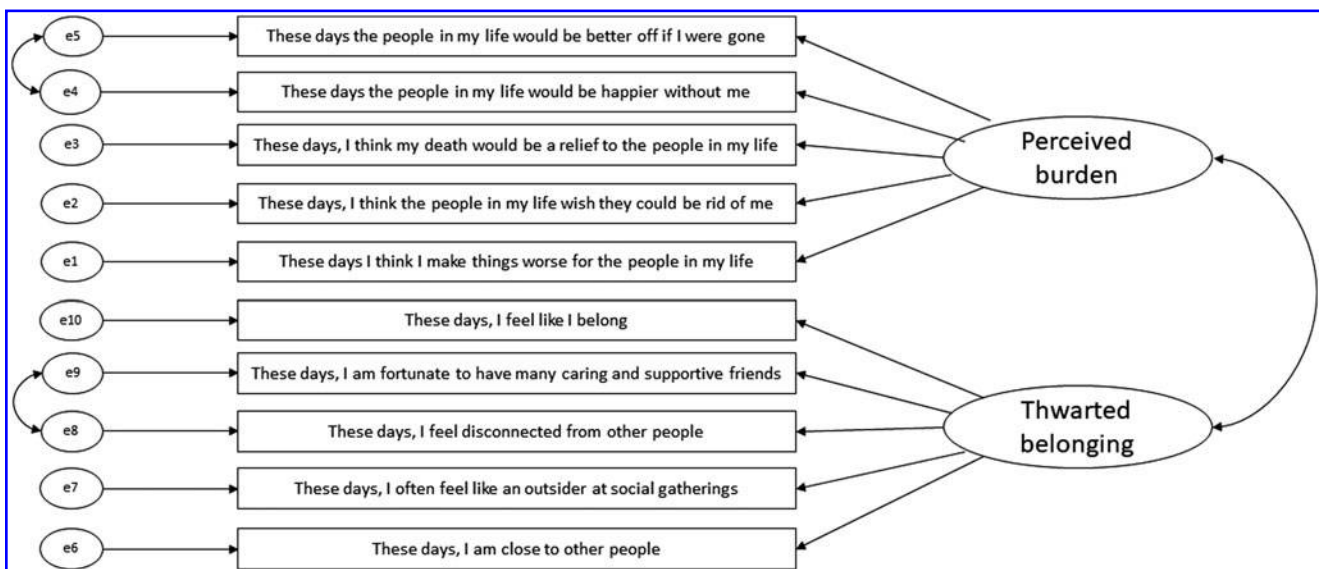 e5
These days the people in my life would be better off if I were gone
e4
These days the people in my life would be happier without me
e3
These days, I think my death would be a relief to the people in my life
Perceived
burden
e2
These days, I think the people in my life wish they could be rid of me
e1
These days I think I make things worse for the people in my life
e10
These days, I feel like I belong
e9
These days, I am fortunate to have many caring and supportive friends
e8
These days, I feel disconnected from other people
Thwarted
belonging
e7
These days, I often feel like an outsider at social gatherings
e6
These days, I am close to other people